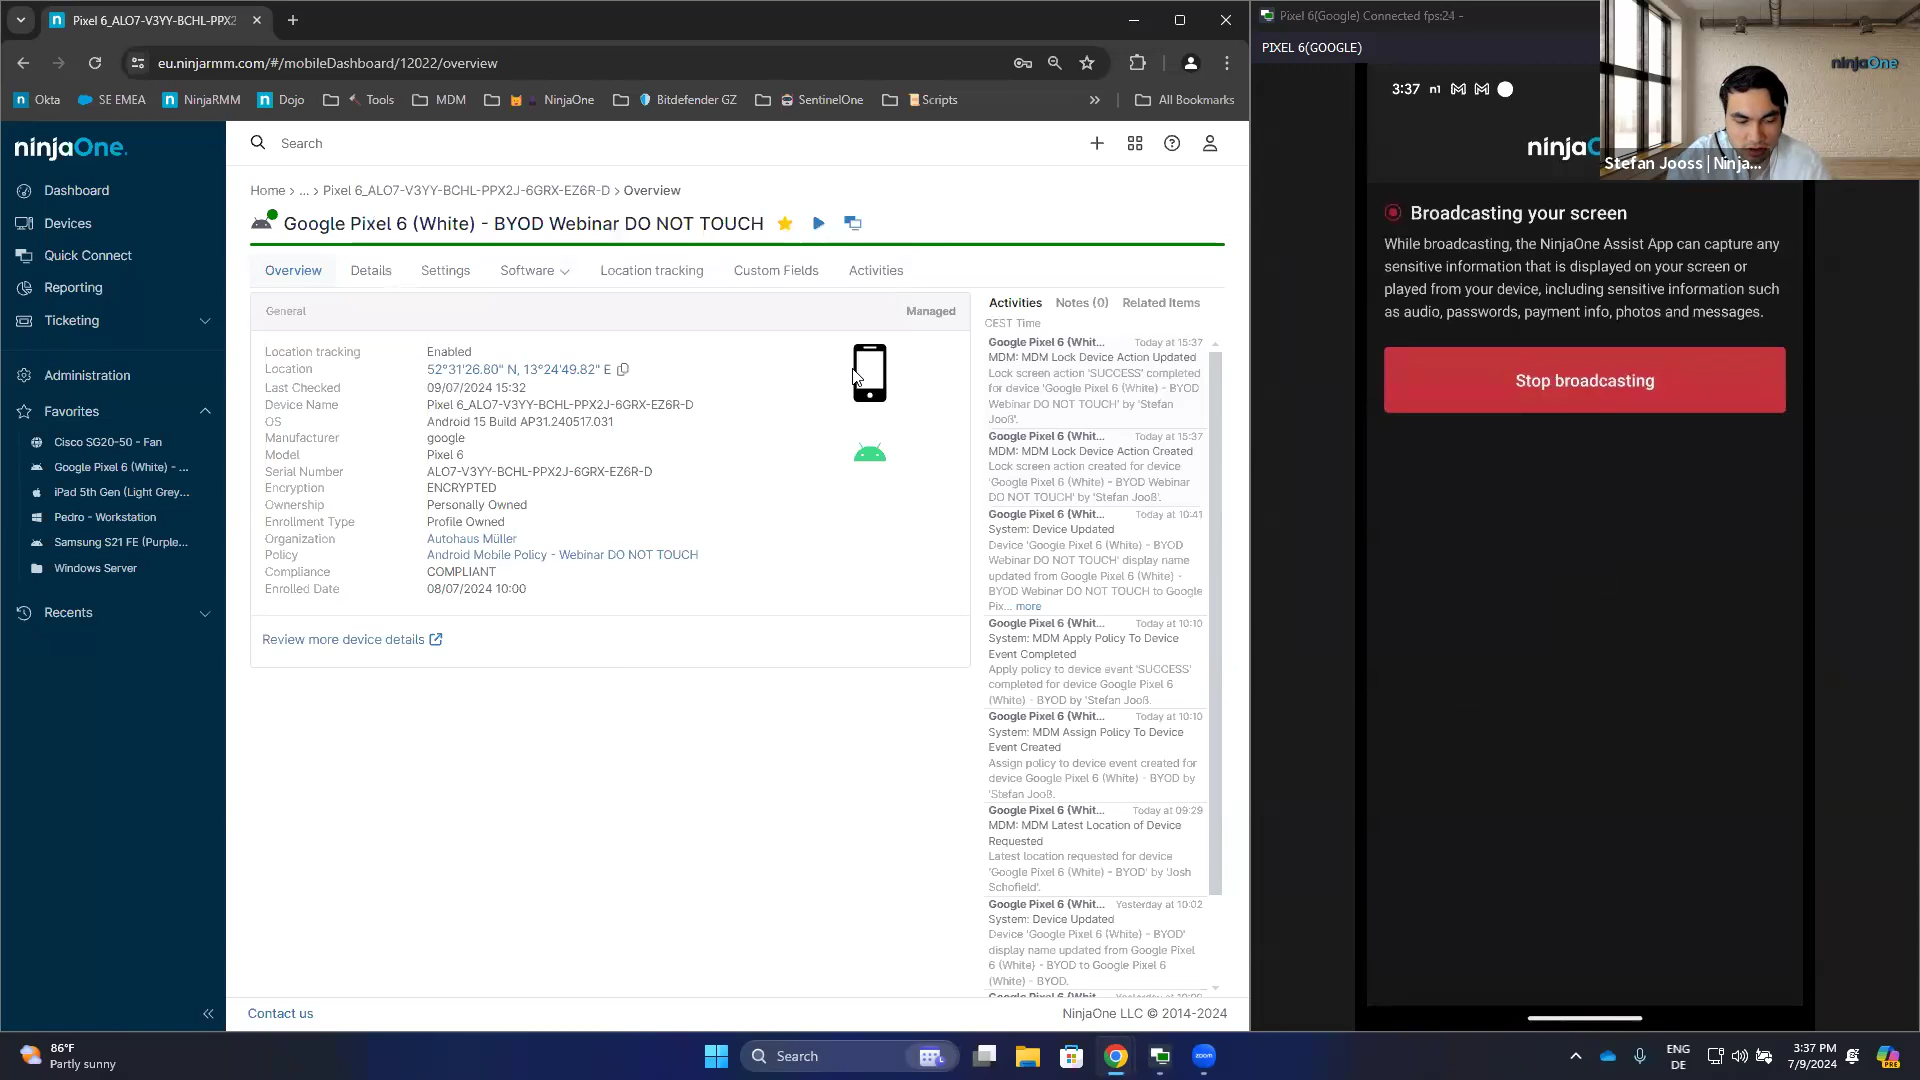 Pixel 6_ALO7-V3YY-BCHL-PPX2
eu.ninjarmm.com/#/mobileDashboard/12022/overview
Okta
SE EMEA
NinjaRMM
Dojo
Tools
MDM
NinjaOne
Bitdefender GZ
SentinelOne
Scripts
»
All Bookmarks
ninjaOne.
Dashboard
Devices
Quick Connect
Reporting
Ticketing
Administration
Favorites
Cisco SG20-50 - Fan
Google Pixel 6 (White) - ...
iPad 5th Gen (Light Grey...
Pedro - Workstation
Samsung S21 FE (Purple...
Windows Server
Recents
Search
Home > ... > Pixel 6_ALO7-V3YY-BCHL-PPX2J-6GRX-EZ6R-D > Overview
Google Pixel 6 (White) - BYOD Webinar DO NOT TOUCH
Overview
Details
Settings
Software
Location tracking
Custom Fields
Activities
General
Managed
Location tracking Enabled
Location 52°31'26.80" N, 13°24'49.82" E
Last Checked 09/07/2024 15:32
Device Name Pixel 6_ALO7-V3YY-BCHL-PPX2J-6GRX-EZ6R-D
OS Android 15 Build AP31.240517.031
Manufacturer google
Model Pixel 6
Serial Number ALO7-V3YY-BCHL-PPX2J-6GRX-EZ6R-D
Encryption ENCRYPTED
Ownership Personally Owned
Enrollment Type Profile Owned
Organization Autohaus Müller
Policy Android Mobile Policy - Webinar DO NOT TOUCH
Compliance COMPLIANT
Enrolled Date 08/07/2024 10:00
Review more device details
Activities
Notes (0)
Related Items
CEST Time
Google Pixel 6 (Whit... Today at 15:37
MDM: MDM Lock Device Action Updated
Lock screen action 'SUCCESS' completed
for device 'Google Pixel 6 (White) - BYOD
Webinar DO NOT TOUCH' by 'Stefan
Jooß'.
Google Pixel 6 (Whit... Today at 15:37
MDM: MDM Lock Device Action Created
Lock screen action created for device
'Google Pixel 6 (White) - BYOD Webinar
DO NOT TOUCH' by 'Stefan Jooß'.
Google Pixel 6 (Whit... Today at 10:41
System: Device Updated
Device 'Google Pixel 6 (White) - BYOD
Webinar DO NOT TOUCH' display name
updated from Google Pixel 6 (White) -
BYOD Webinar DO NOT TOUCH to Google
Pix... more
Google Pixel 6 (Whit... Today at 10:10
System: MDM Apply Policy To Device
Event Completed
Apply policy to device event 'SUCCESS'
completed for device Google Pixel 6
(White) - BYOD by 'Stefan Jooß.
Google Pixel 6 (Whit... Today at 10:10
System: MDM Assign Policy To Device
Event Created
Assign policy to device event created for
device Google Pixel 6 (White) - BYOD by
'Stefan Jooß.
Google Pixel 6 (Whit... Today at 09:29
MDM: MDM Latest Location of Device
Requested
Latest location requested for device
'Google Pixel 6 (White) - BYOD' by 'Josh
Schofield'.
Google Pixel 6 (Whit... Yesterday at 10:02
System: Device Updated
Device 'Google Pixel 6 (White) - BYOD'
display name updated from Google Pixel
6 (White) - BYOD to Google Pixel 6
(White) - BYOD.
Contact us
NinjaOne LLC © 2014-2024
Pixel 6(Google) Connected fps:24 -
PIXEL 6(GOOGLE)
3:37 n1
ninjaO
ninjaOne
Stefan Jooss | Ninja...
Broadcasting your screen
While broadcasting, the NinjaOne Assist App can capture any
sensitive information that is displayed on your screen or
played from your device, including sensitive information such
as audio, passwords, payment info, photos and messages.
Stop broadcasting
86°F
Partly sunny
Search
zoom
ENG
DE
3:37 PM
7/9/2024
PRE